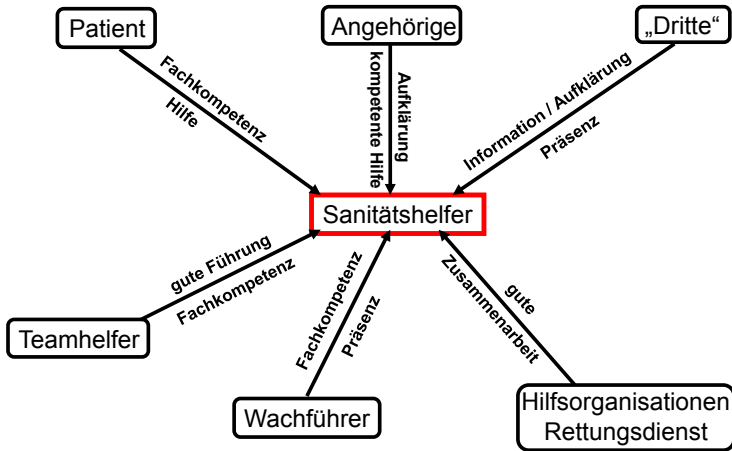 Patient
Angehörige
„Dritte“
Fachkompetenz
Hilfe
Aufklärung
kompetente Hilfe
Information / Aufklärung
Präsenz
Sanitätshelfer
gute Führung
Fachkompetenz
Fachkompetenz
Präsenz
gute
Zusammenarbeit
Teamhelfer
Wachführer
Hilfsorganisationen
Rettungsdienst